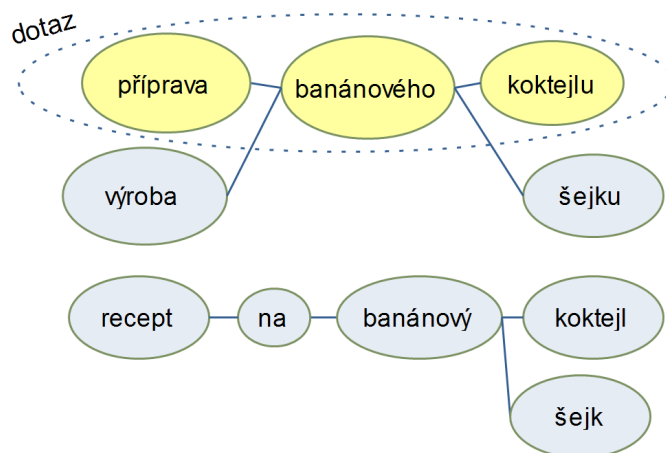 dotaz
příprava banánového koktejlu
výroba šejku
recept na banánový koktejl
šejk